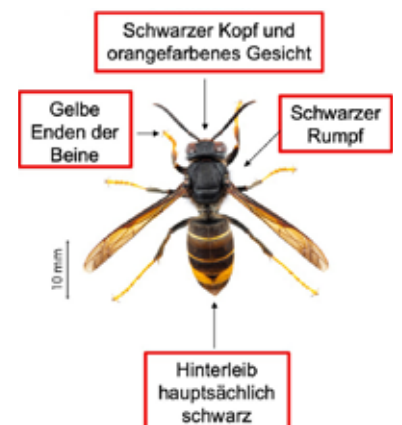 Schwarzer Kopf und
orangefarbenes Gesicht
Gelbe
Enden der
Beine
Schwarzer
Rumpf
10 mm
Hinterleib
hauptsächlich
schwarz